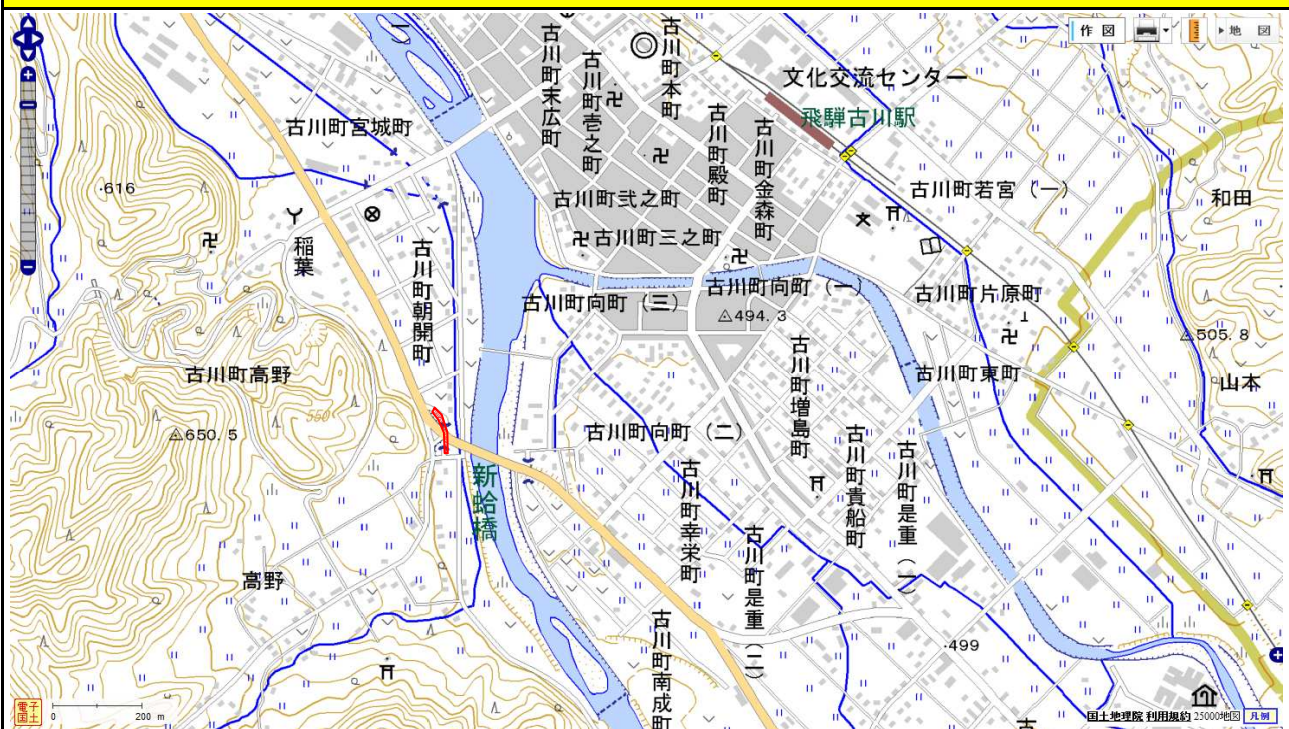 作 図
地 図
文化交流センター
飛騨古川駅
古川町本町
古川町末広町
古川町壱之町
古川町殿町
古川町金森町
古川町宮城町
古川町弐之町
古川町若宮（一）
和田
・616
稲葉
古川町三之町
古川町朝開町
古川町向町（三）
古川町向町（一）
古川町片原町
494.3
505.8
古川町高野
古川町増島町
古川町東町
山本
550
650.5
古川町向町（二）
新蛤橋
古川町幸栄町
古川町貴船町
古川町是重（一）
高野
古川町是重（二）
古川町南成町
・499
古
電子国土
0
200 m
国土地理院 利用規約 25000地図
凡例